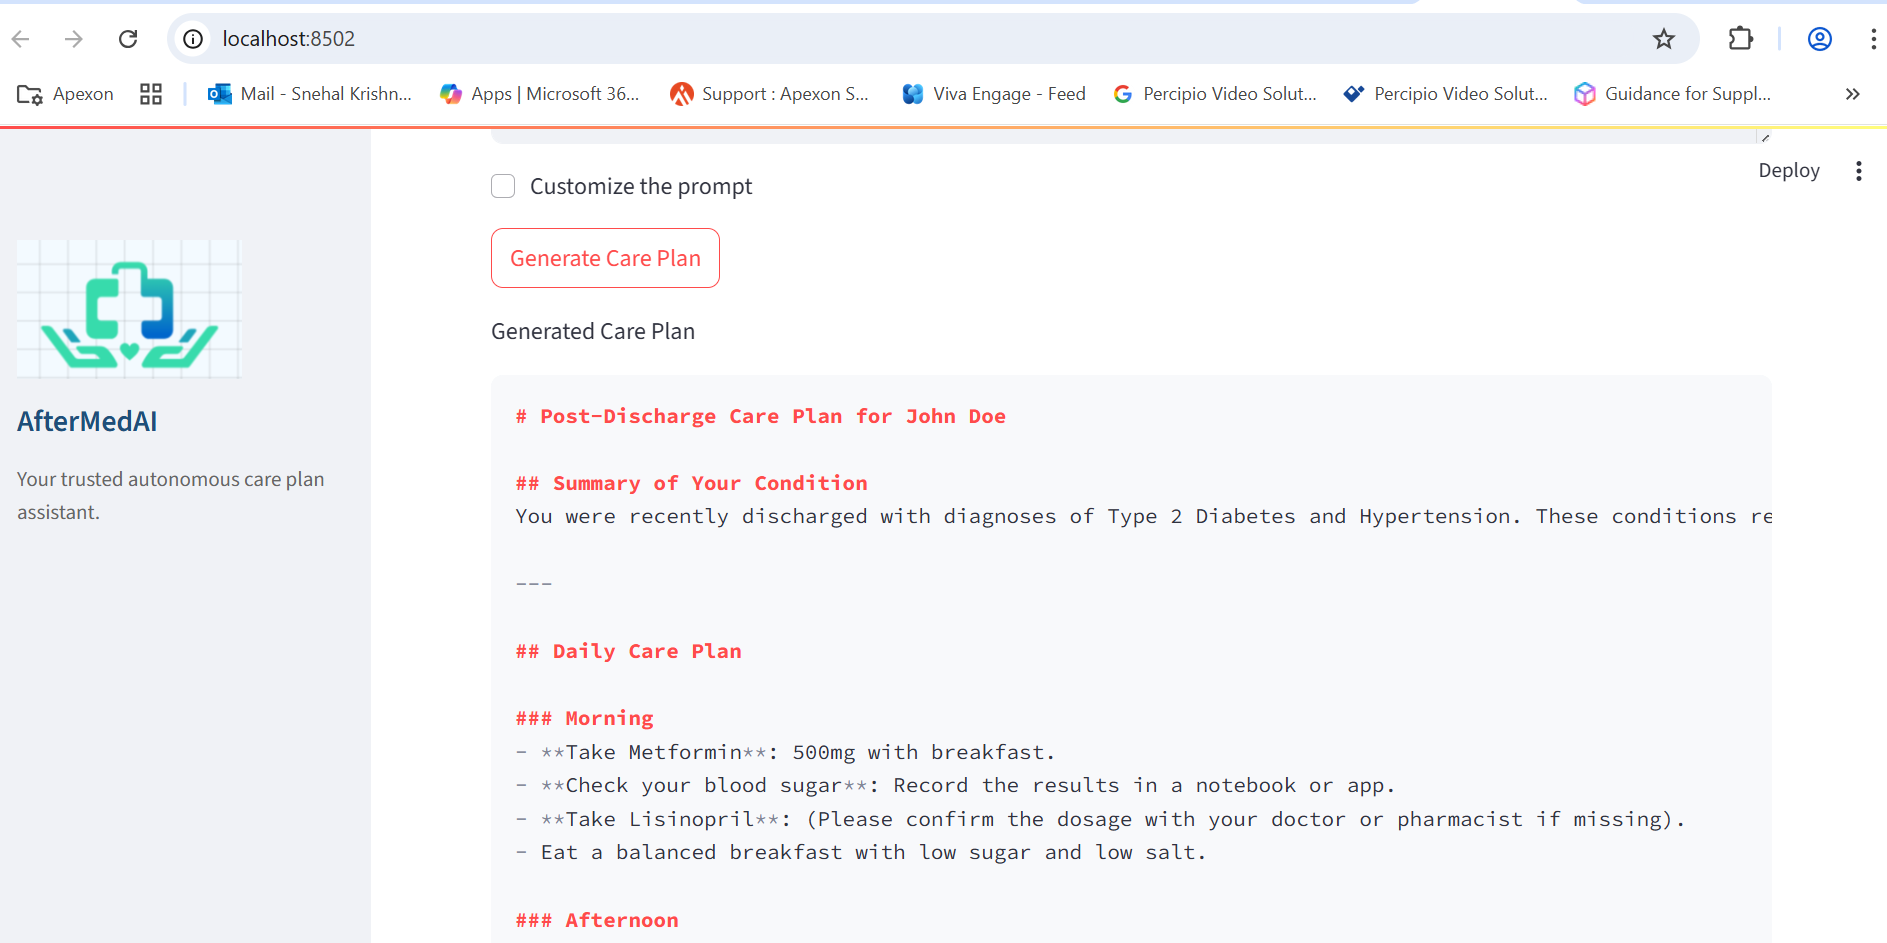 localhost:8502
Apexon
Mail - Snehal Krishn...
Apps | Microsoft 36...
Support : Apexon S...
Viva Engage - Feed
Percipio Video Solut...
Percipio Video Solut...
Guidance for Suppl...
Deploy
Customize the prompt
Generate Care Plan
Generated Care Plan
AfterMedAI
Your trusted autonomous care plan
assistant.
# Post-Discharge Care Plan for John Doe
## Summary of Your Condition
You were recently discharged with diagnoses of Type 2 Diabetes and Hypertension. These conditions re
---
## Daily Care Plan
### Morning
- **Take Metformin**: 500mg with breakfast.
- **Check your blood sugar**: Record the results in a notebook or app.
- **Take Lisinopril**: (Please confirm the dosage with your doctor or pharmacist if missing).
- Eat a balanced breakfast with low sugar and low salt.
### Afternoon